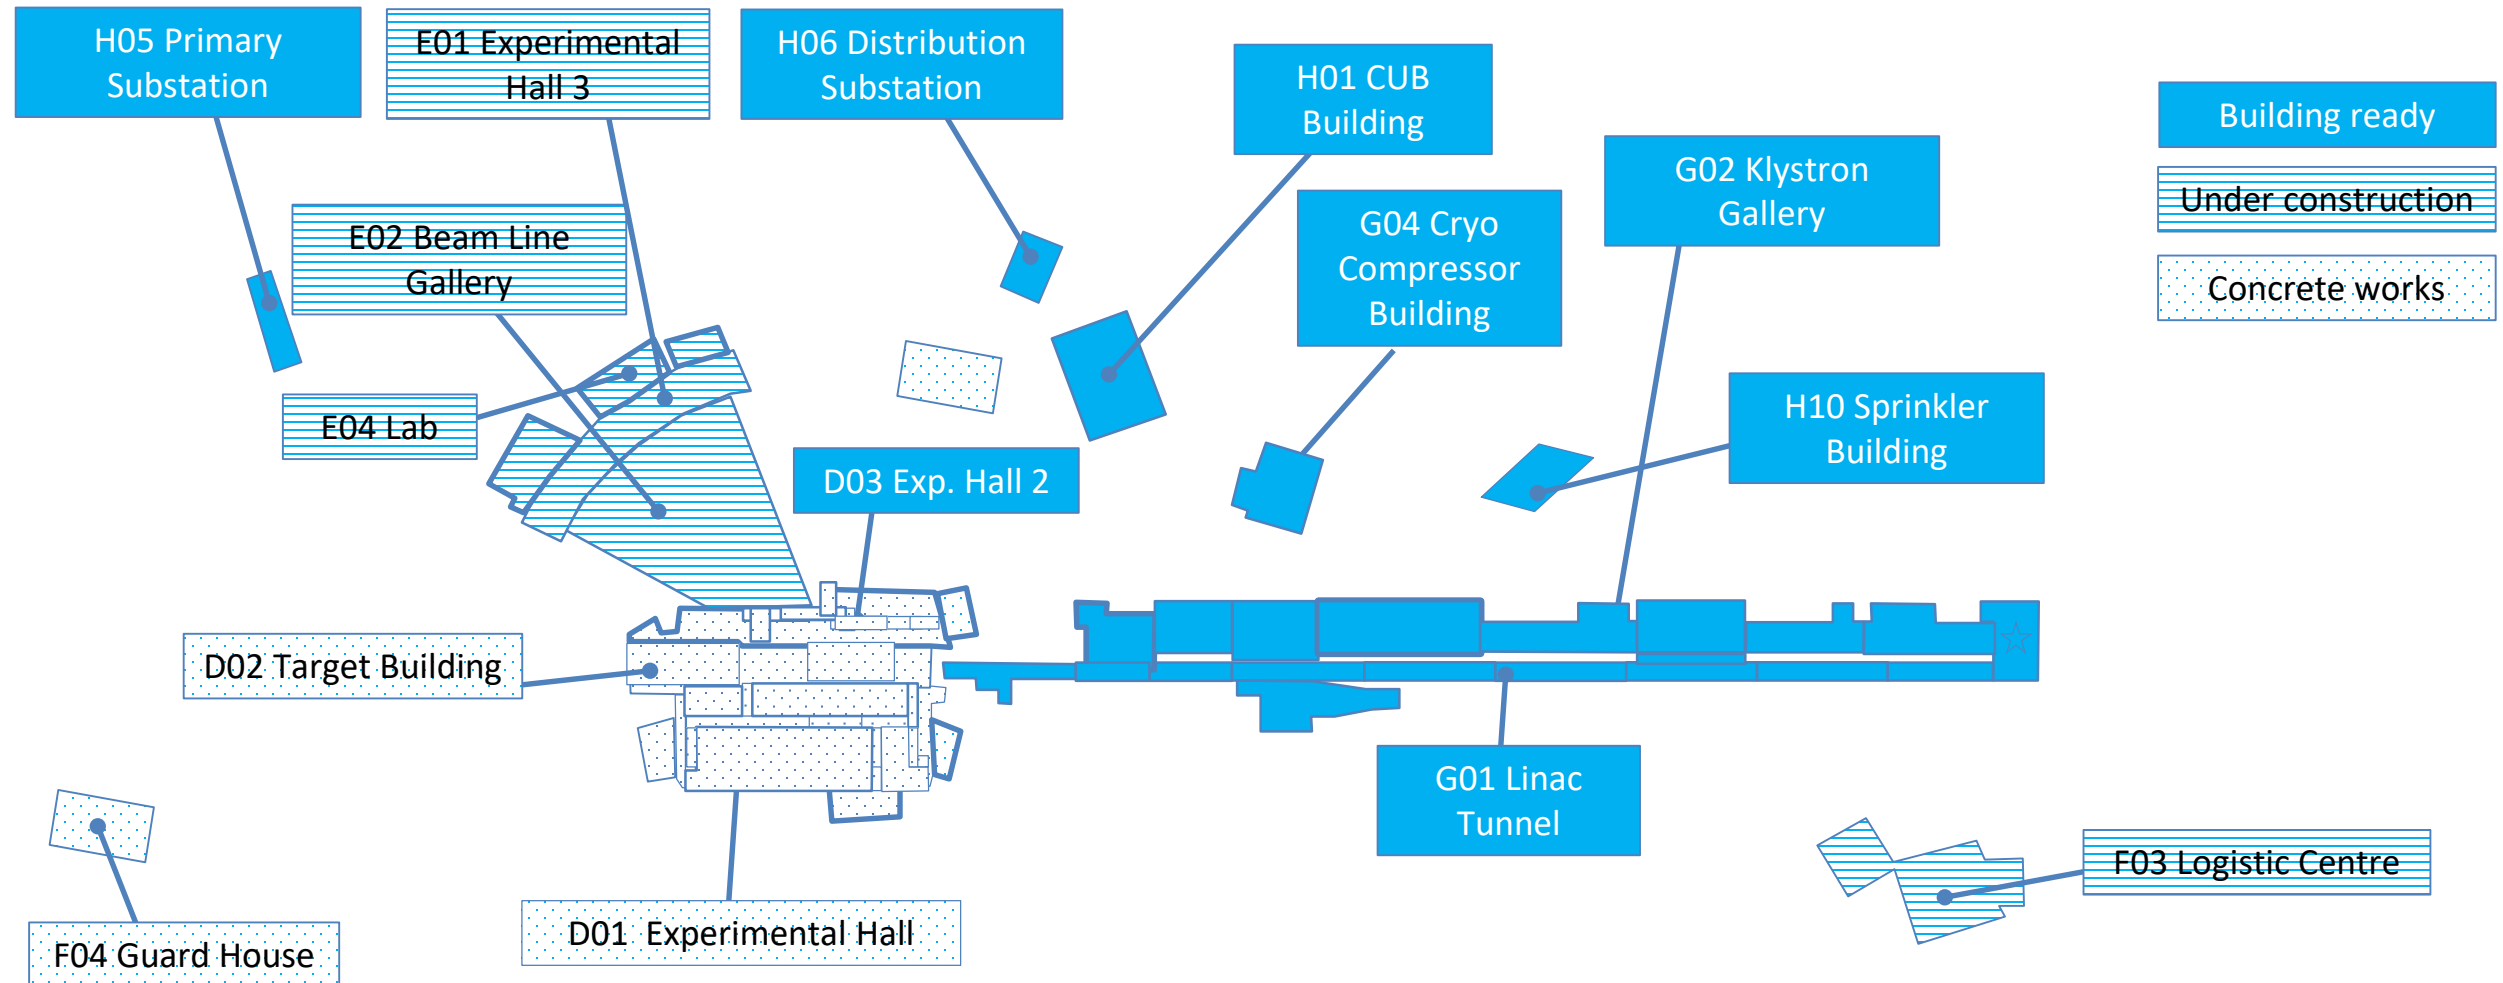 H05 Primary
Substation
E01 Experimental
Hall 3
H06 Distribution
Substation
H01 CUB
Building
Building ready
G02 Klystron
Gallery
Under construction
G04 Cryo
Compressor
Building
E02 Beam Line
Gallery
Concrete works
E04 Lab
H10 Sprinkler
Building
D03 Exp. Hall 2
D02 Target Building
G01 Linac
Tunnel
F03 Logistic Centre
D01  Experimental Hall
F04 Guard House